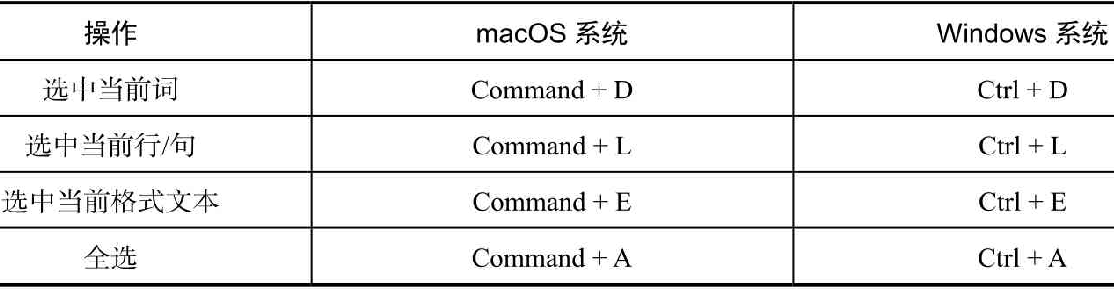 操作 macOS 系统 Windows 系统
选中当前词 Command + D Ctrl + D
选中当前行/句 Command + L Ctrl + L
选中当前格式文本 Command + E Ctrl + E
全选 Command + A Ctrl + A